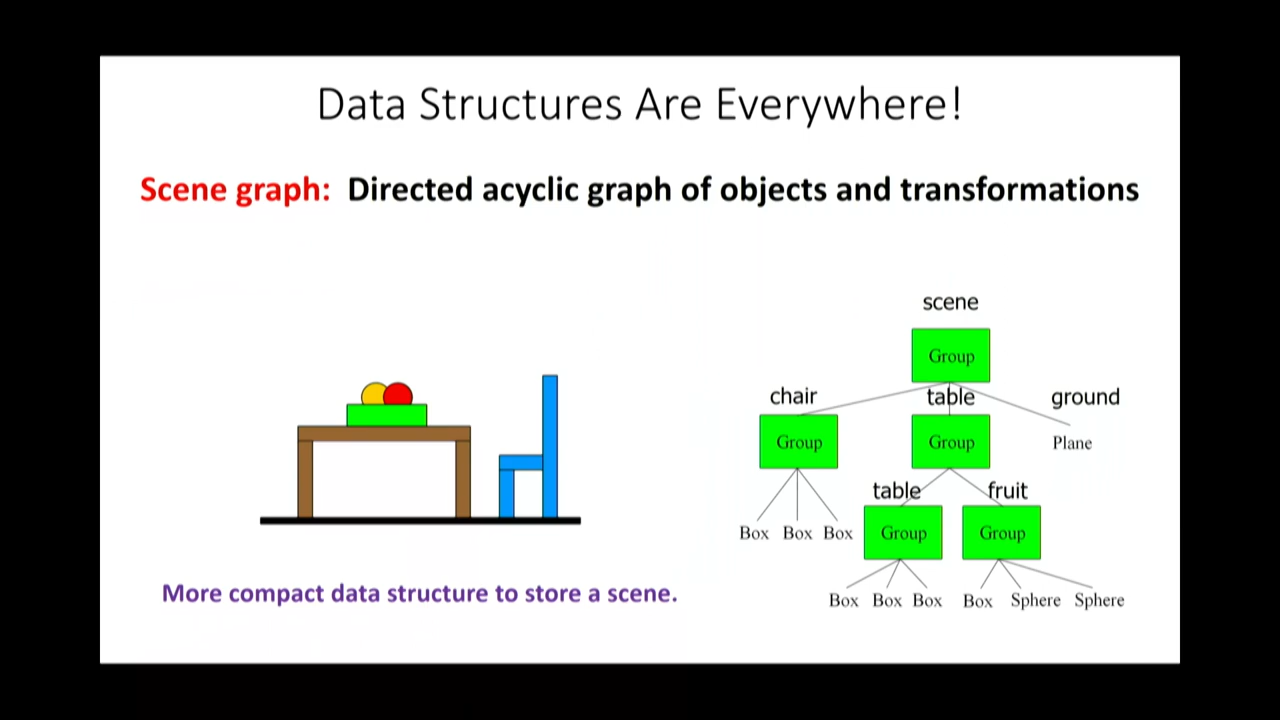 Data Structures Are Everywhere!
Scene graph: Directed acyclic graph of objects and transformations
scene
Group
chair
table
ground
Group
Group
Plane
table
fruit
Box Box Box
Group
Group
Box Box Box
Box Sphere Sphere
More compact data structure to store a scene.